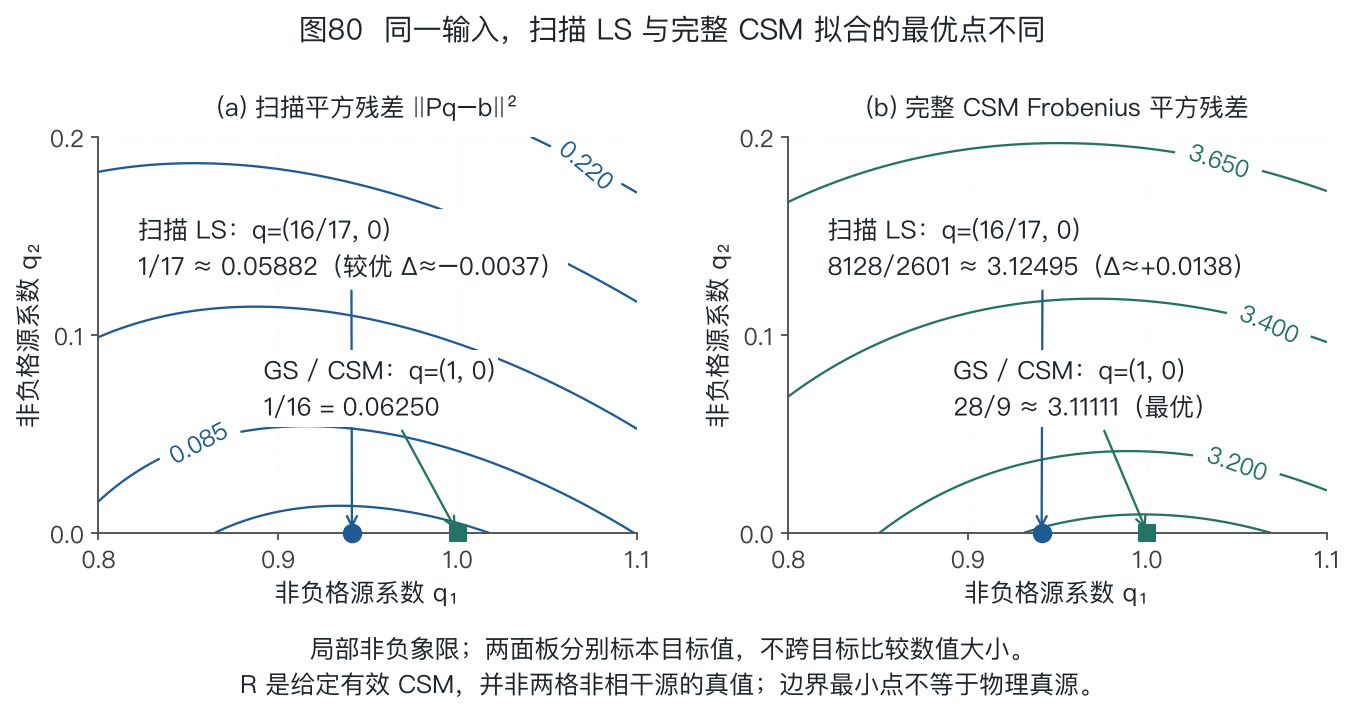 图80 同一输入，扫描 LS 与完整 CSM 拟合的最优点不同
(a) 扫描平方残差 ||Pq−b||²
0.2
0.1
0.0
0.8
0.9
1.0
1.1
非负格源系数 q₂
非负格源系数 q₁
0.220
0.085
扫描 LS：q=(16/17, 0)
1/17 ≈ 0.05882（较优 Δ≈−0.0037）
GS / CSM：q=(1, 0)
1/16 = 0.06250
(b) 完整 CSM Frobenius 平方残差
0.2
0.1
0.0
0.8
0.9
1.0
1.1
非负格源系数 q₂
非负格源系数 q₁
3.650
3.400
3.200
扫描 LS：q=(16/17, 0)
8128/2601 ≈ 3.12495（Δ≈+0.0138）
GS / CSM：q=(1, 0)
28/9 ≈ 3.11111（最优）
局部非负象限；两面板分别标本目标值，不跨目标比较数值大小。
R 是给定有效 CSM，并非两格非相干源的真值；边界最小点不等于物理真源。